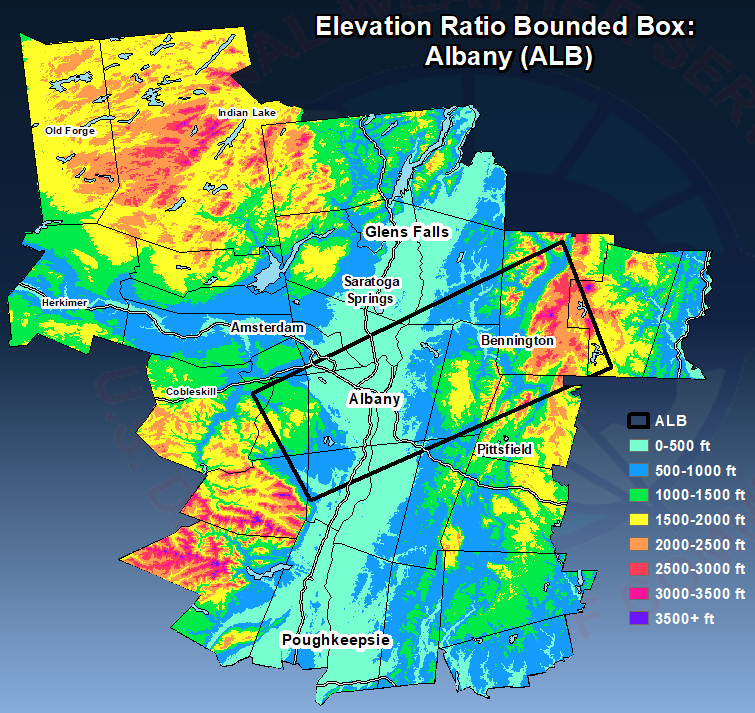 Elevation Ratio Bounded Box:
Albany (ALB)
Indian Lake
Old Forge
Glens Falls
Saratoga
Springs
Herkimer
Amsterdam
Bennington
Cobleskill
Albany
Pittsfield
Poughkeepsie
ALB
0-500 ft
500-1000 ft
1000-1500 ft
1500-2000 ft
2000-2500 ft
2500-3000 ft
3000-3500 ft
3500+ ft